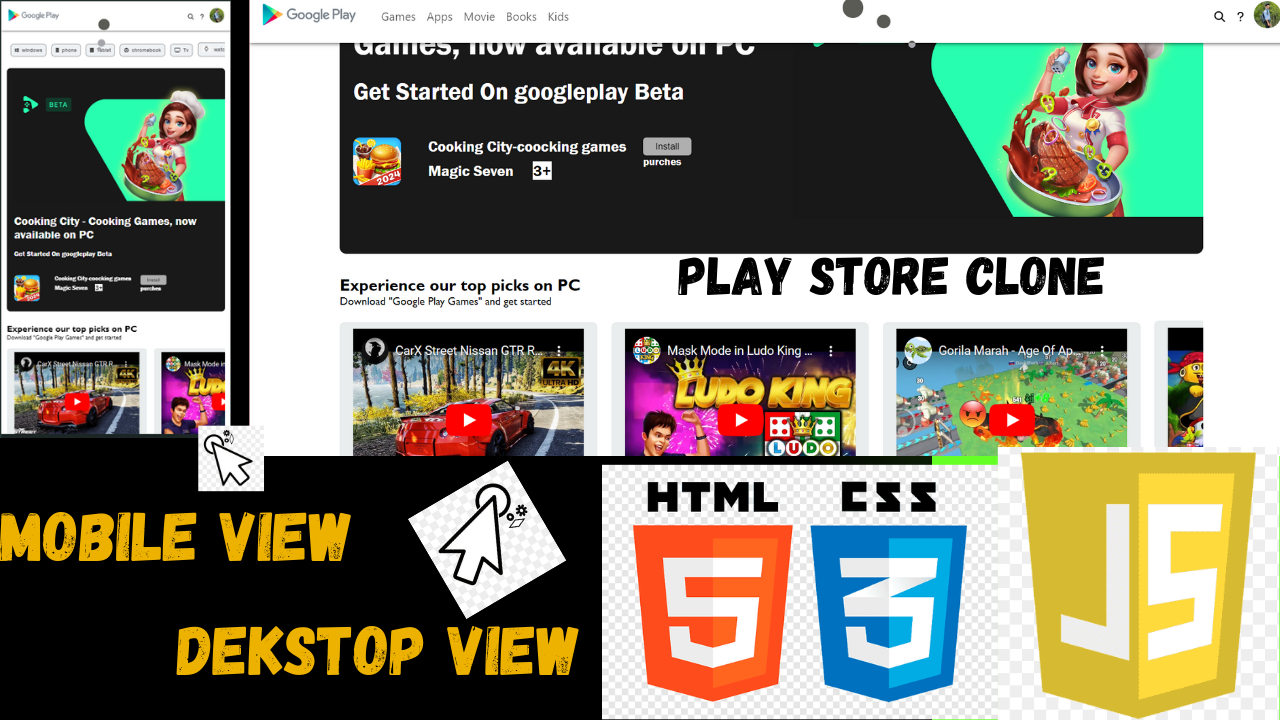 Google Play
windows
phone
Tablet
chromebook
Tv
BETA
Cooking City - Cooking Games, now
available on PC
Get Started On googleplay Beta
Cooking City-coocking games
Install
Magic Seven 3+
purches
Experience our top picks on PC
Download "Google Play Games" and get started
CarX Street Nissan GTR R
Mask
Google Play Games Apps Movie Books Kids ?
Games, now available on PC
Get Started On googleplay Beta
2024
Cooking City-coocking games
Install
Magic Seven 3+
purches
Experience our top picks on PC
Download "Google Play Games" and get started
PLAY STORE CLONE
CarX Street Nissan GTR R...
4K
ULTRA HD
Mask Mode in Ludo King ...
LUDO KING
LUDO
Gorila Marah - Age Of Ap...
MOBILE VIEW
DEKSTOP VIEW
HTML
5
CSS
3
JS